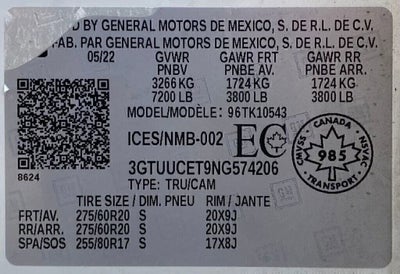 D BY GENERAL MOTORS DE MEXICO, S. DE R.L. DE C.V.
FAB. PAR GENERAL MOTORS DE MEXICO, S. DE R.L. DE C.V.
05/22 GVWR GAWR FRT GAWR RR
PNBV PNBE AV. PNBE ARR.
3266 KG 1724 KG 1724 KG
7200 LB 3800 LB 3800 LB
MODEL/MODÈLE: 96TK10543
ICES/NMB-002 EC
CANADA
SSVNM NSVAC
985
TRANSPORT
8624
3GTUUCET9NG574206
TYPE: TRU/CAM
TIRE SIZE / DIM. PNEU RIM / JANTE
FRT/AV. 275/60R20 S 20X9J
RR/ARR. 275/60R20 S 20X9J
SPA/SOS 255/80R17 S 17X8J